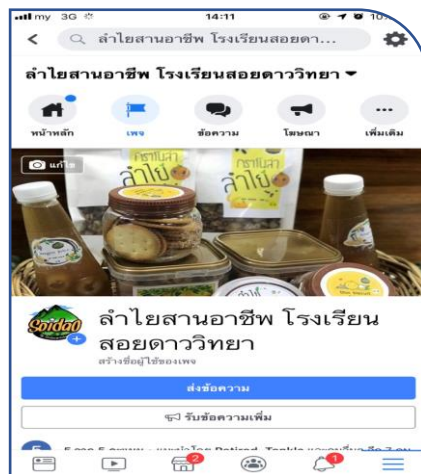 my 3G 14:11
ลำไยสานอาชีพ โรงเรียนสอยดา...
ลำไยสานอาชีพ โรงเรียนสอยดาววิทยา
หน้าหลัก เพจ ข้อความ โฆษณา เพิ่มเติม
แก้ไข
กราโนล่า
ลำไย
ลำไย
Soidao
ลำไยสานอาชีพ โรงเรียน
สอยดาววิทยา
สร้างชื่อผู้ใช้ของเพจ
ส่งข้อความ
รับข้อความเพิ่ม
2
1